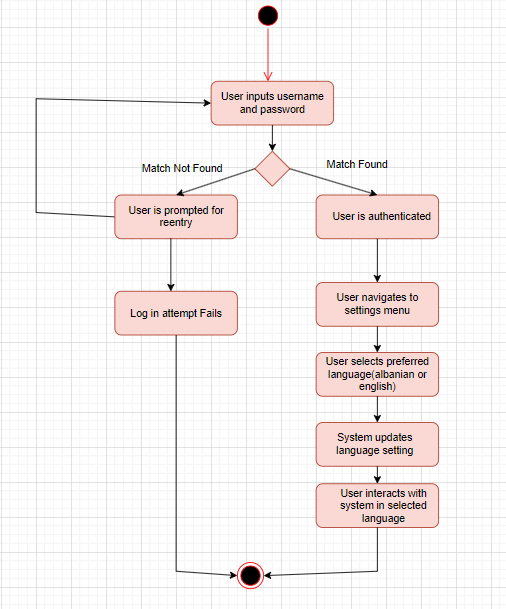 User inputs username
and password
Match Not Found
Match Found
User is prompted for
reentry
User is authenticated
User navigates to
settings menu
Log in attempt Fails
User selects preferred
language(albanian or
english)
System updates
language setting
User interacts with
system in selected
language